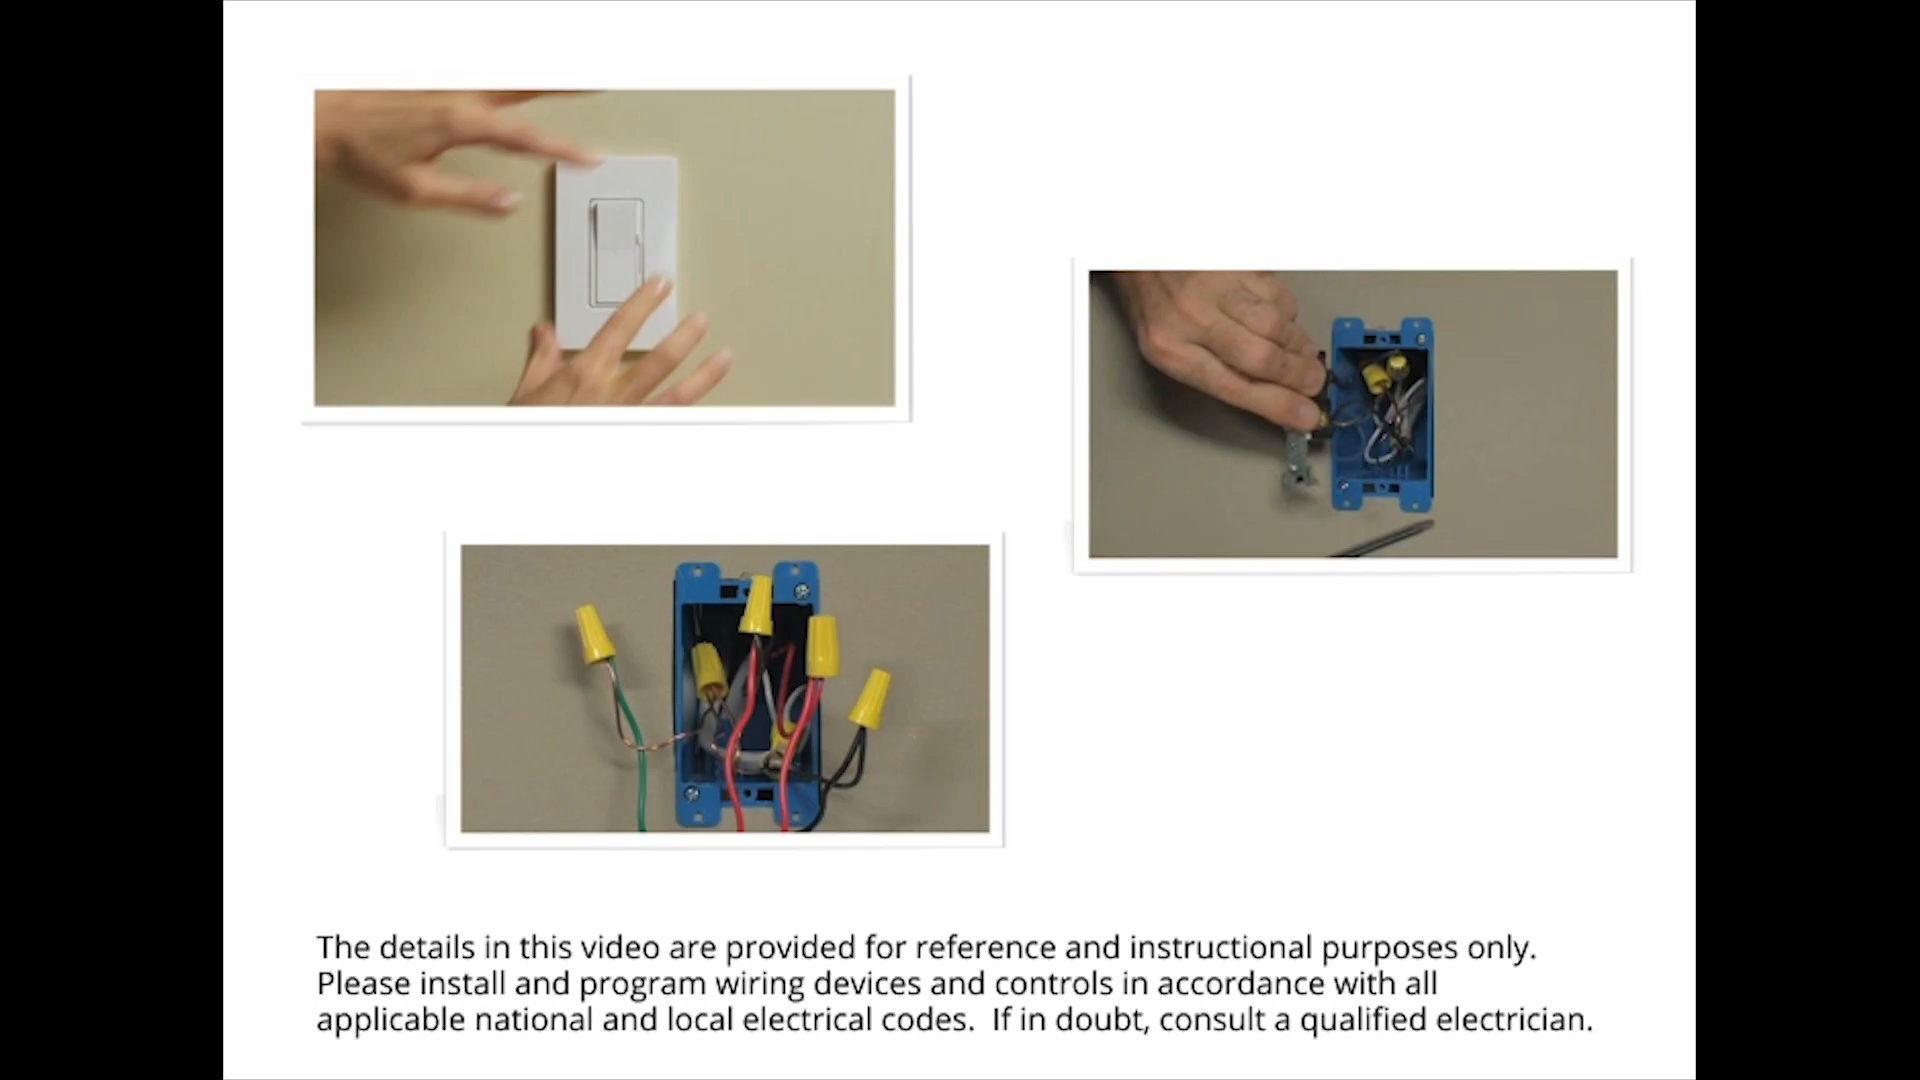 The details in this video are provided for reference and instructional purposes only.
Please install and program wiring devices and controls in accordance with all
applicable national and local electrical codes.  If in doubt, consult a qualified electrician.